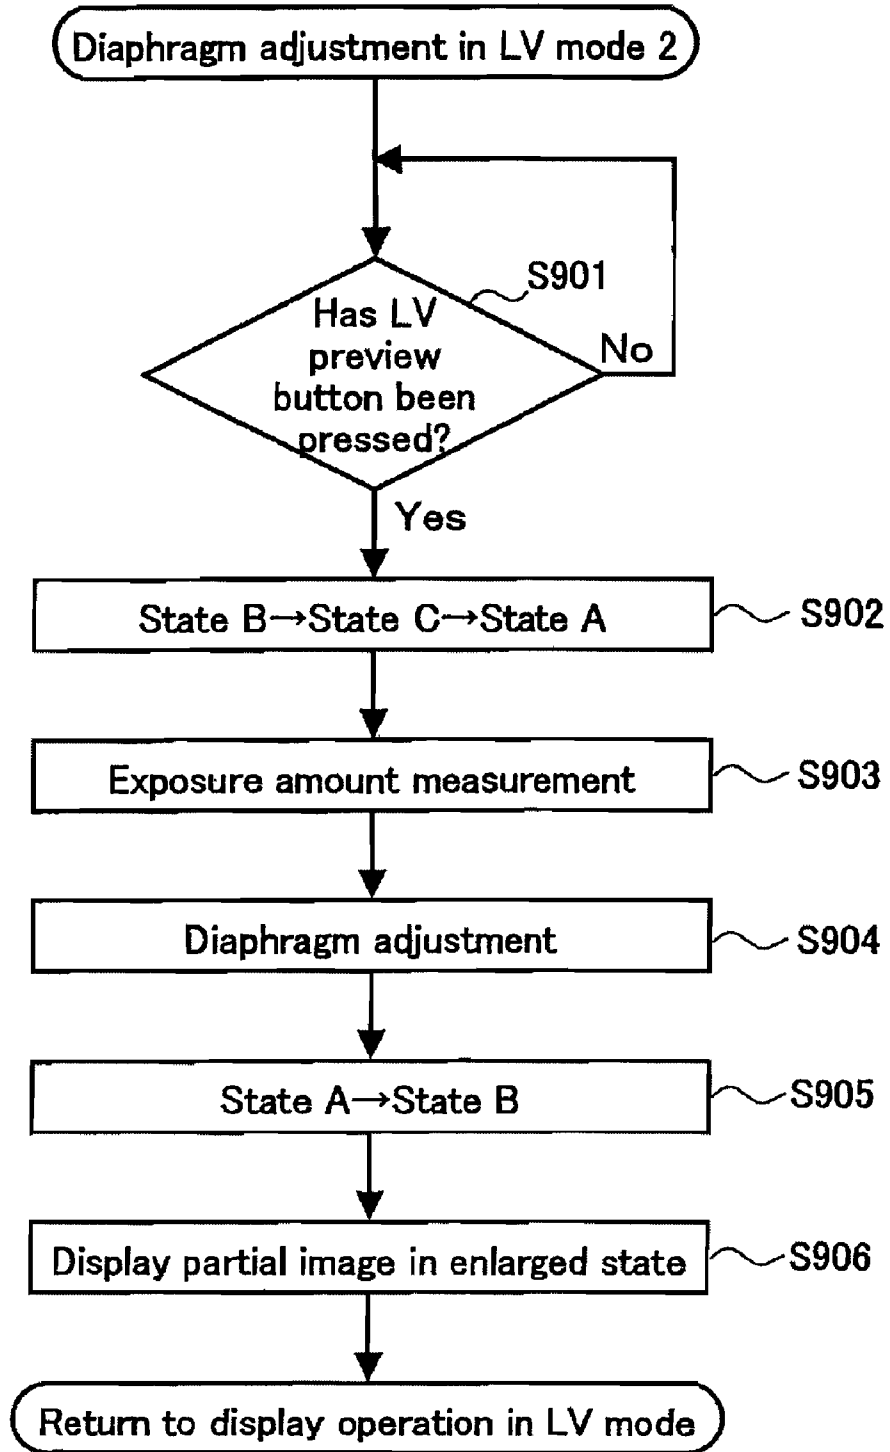 Diaphragm adjustment in LV mode 2
S901
Has LV
preview
button been
pressed?
No
Yes
State B→State C→State A
S902
Exposure amount measurement
S903
Diaphragm adjustment
S904
State A→State B
S905
Display partial image in enlarged state
S906
Return to display operation in LV mode